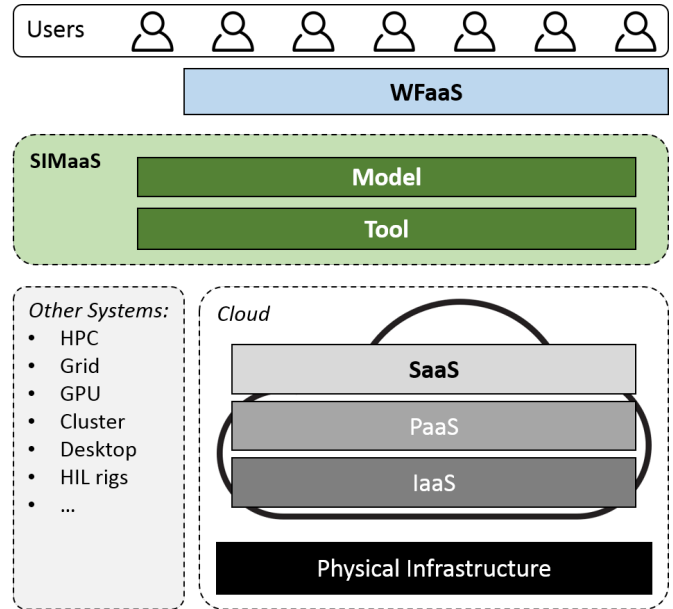 Users
WFaaS
SIMaaS
Model
Tool
Other Systems:
• HPC
• Grid
• GPU
• Cluster
• Desktop
• HIL rigs
• ...
Cloud
SaaS
PaaS
IaaS
Physical Infrastructure